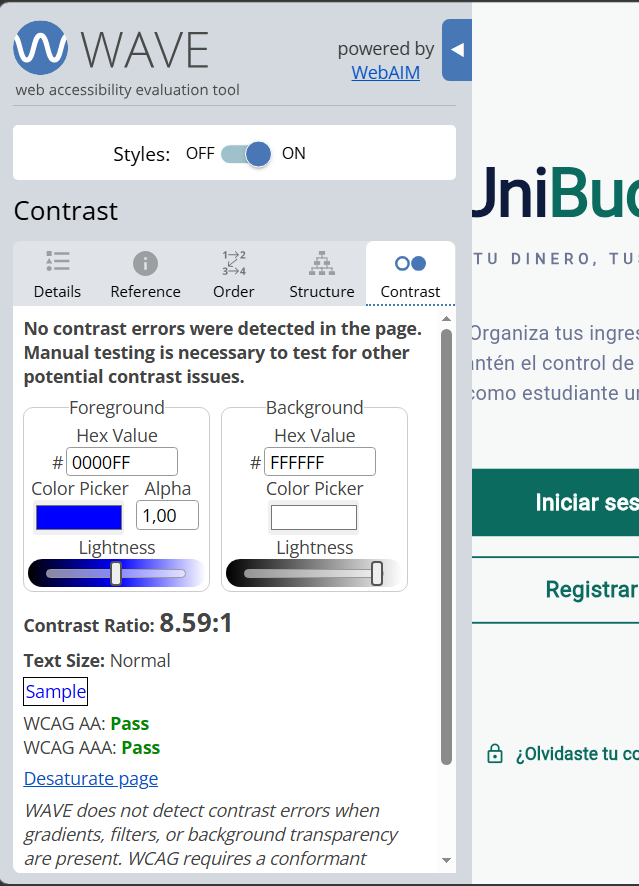 WAVE
powered by
WebAIM
web accessibility evaluation tool
Styles: OFF ON
Contrast
Details Reference Order Structure Contrast
No contrast errors were detected in the page.
Manual testing is necessary to test for other
potential contrast issues.
Foreground
Hex Value
# 0000FF
Color Picker Alpha
1,00
Lightness
Background
Hex Value
# FFFFFF
Color Picker
Lightness
Contrast Ratio: 8.59:1
Text Size: Normal
Sample
WCAG AA: Pass
WCAG AAA: Pass
Desaturate page
WAVE does not detect contrast errors when
gradients, filters, or background transparency
are present. WCAG requires a conformant
UniBud
TU DINERO, TU
Organiza tus ingre
antén el control de
como estudiante u
Iniciar ses
Registrar
¿Olvidaste tu co